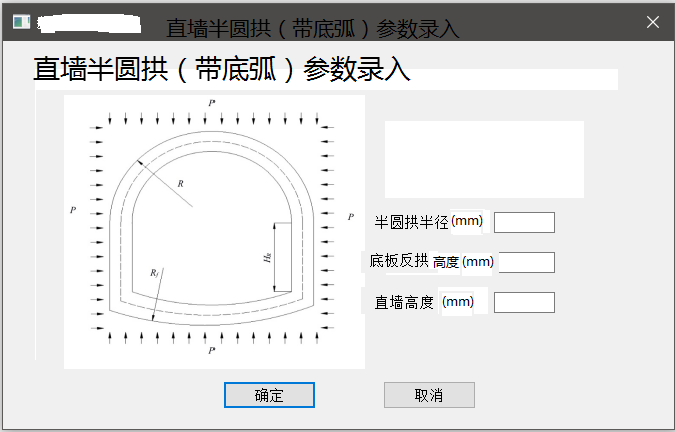 直墙半圆拱（带底弧）参数录入
直墙半圆拱（带底弧）参数录入
P'
R
P
P
半圆拱半径(mm)
底板反拱高度(mm)
H_R
R_f
直墙高度 (mm)
P'
确定
取消